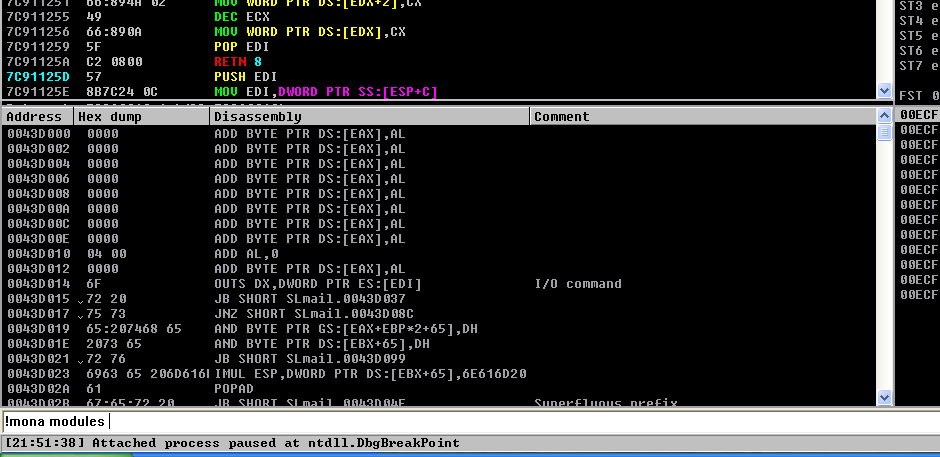 7C911251 66:894A 02 MOV WORD PTR DS:[EDX+2],CX ST3 e
7C911255 49 DEC ECX ST4 e
7C911256 66:890A MOV WORD PTR DS:[EDX],CX ST5 e
7C911259 5F POP EDI ST6 e
7C91125A C2 0800 RETN 8 ST7 e
7C91125D 57 PUSH EDI
7C91125E 8B7C24 0C MOV EDI,DWORD PTR SS:[ESP+C] FST 0
Address Hex dump Disassembly Comment 00ECF
0043D000 0000 ADD BYTE PTR DS:[EAX],AL 00ECF
0043D002 0000 ADD BYTE PTR DS:[EAX],AL 00ECF
0043D004 0000 ADD BYTE PTR DS:[EAX],AL 00ECF
0043D006 0000 ADD BYTE PTR DS:[EAX],AL 00ECF
0043D008 0000 ADD BYTE PTR DS:[EAX],AL 00ECF
0043D00A 0000 ADD BYTE PTR DS:[EAX],AL 00ECF
0043D00C 0000 ADD BYTE PTR DS:[EAX],AL 00ECF
0043D00E 0000 ADD BYTE PTR DS:[EAX],AL 00ECF
0043D010 04 00 ADD AL,0 00ECF
0043D012 0000 ADD BYTE PTR DS:[EAX],AL 00ECF
0043D014 6F OUTS DX,DWORD PTR ES:[EDI] I/O command 00ECF
0043D015 72 20 JB SHORT SLmail.0043D037 00ECF
0043D017 75 73 JNZ SHORT SLmail.0043D08C
0043D019 65:207468 65 AND BYTE PTR GS:[EAX+EBP*2+65],DH
0043D01E 2073 65 AND BYTE PTR DS:[EBX+65],DH
0043D021 72 76 JB SHORT SLmail.0043D099
0043D023 6963 65 206D616 IMUL ESP,DWORD PTR DS:[EBX+65],6E616D20
0043D02A 61 POPAD
0043D02B 67:65:72 20 JB SHORT SLmail.0043D04E Superfluous prefix
!mona modules
[21:51:38] Attached process paused at ntdll.DbgBreakPoint